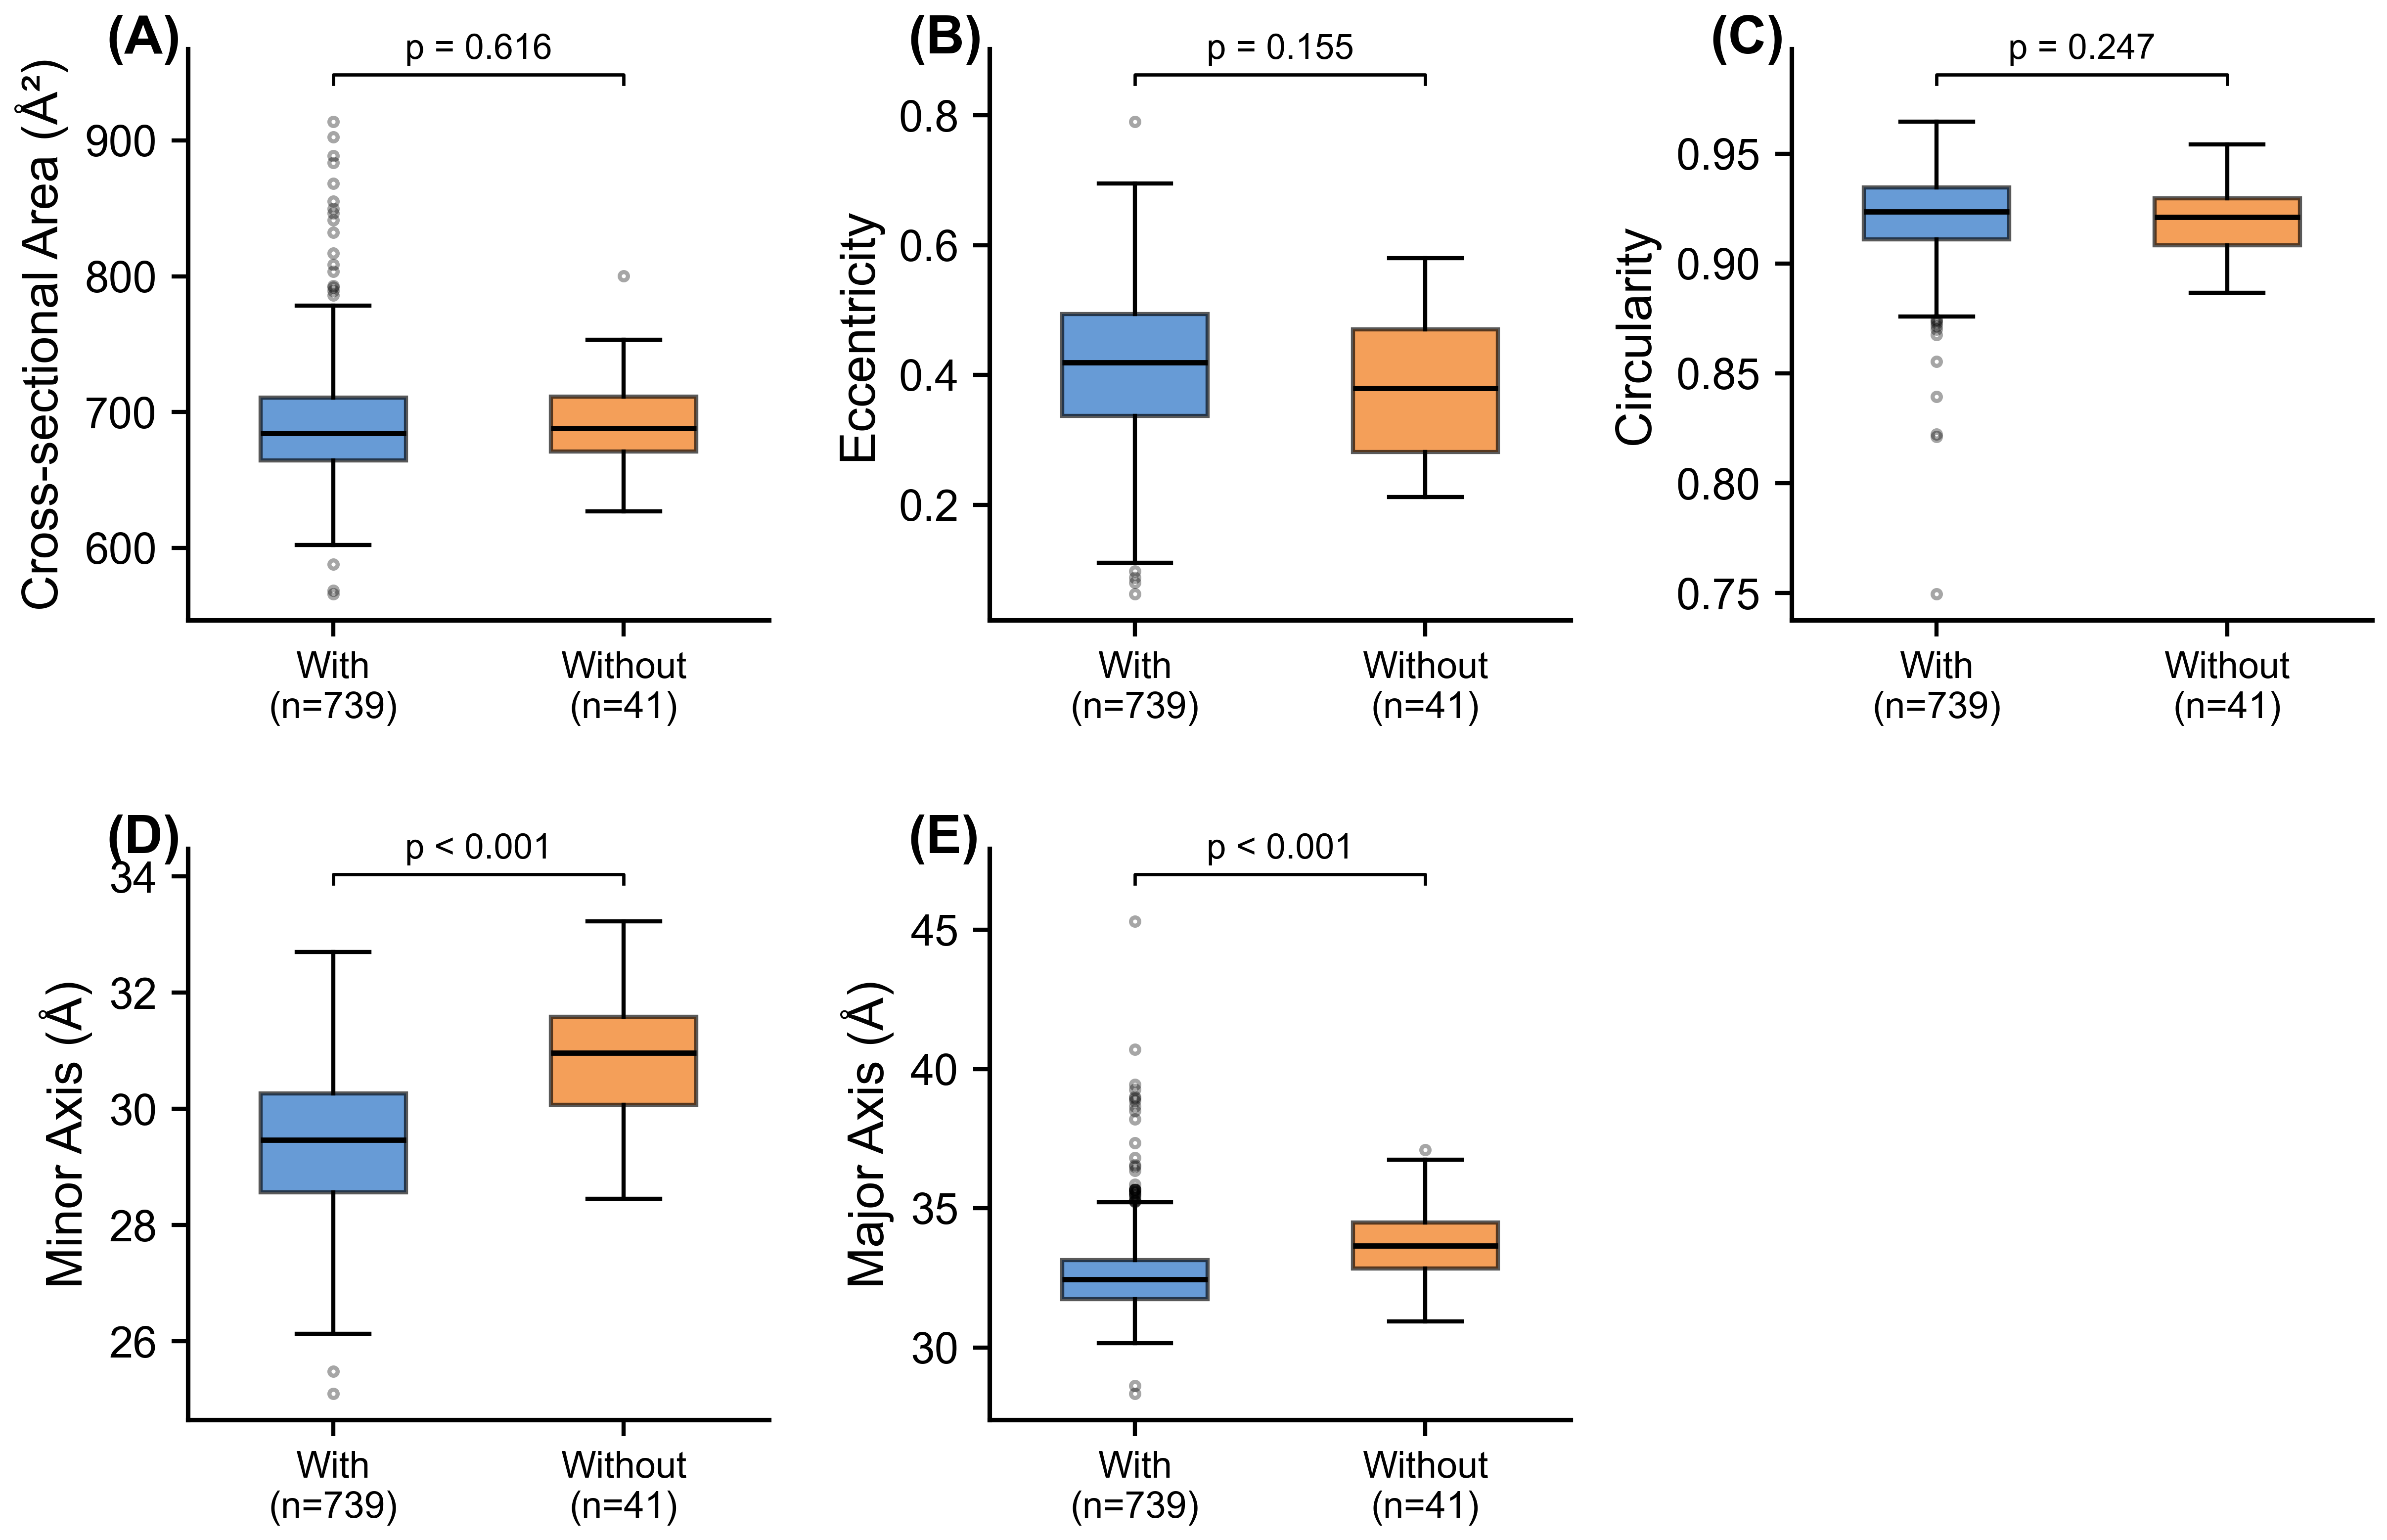 (A)
p = 0.616
Cross-sectional Area (Å²)
900
800
700
600
With
(n=739)
Without
(n=41)
(B)
p = 0.155
Eccentricity
0.8
0.6
0.4
0.2
With
(n=739)
Without
(n=41)
(C)
p = 0.247
Circularity
0.95
0.90
0.85
0.80
0.75
With
(n=739)
Without
(n=41)
(D)
p < 0.001
Minor Axis (Å)
34
32
30
28
26
With
(n=739)
Without
(n=41)
(E)
p < 0.001
Major Axis (Å)
45
40
35
30
With
(n=739)
Without
(n=41)